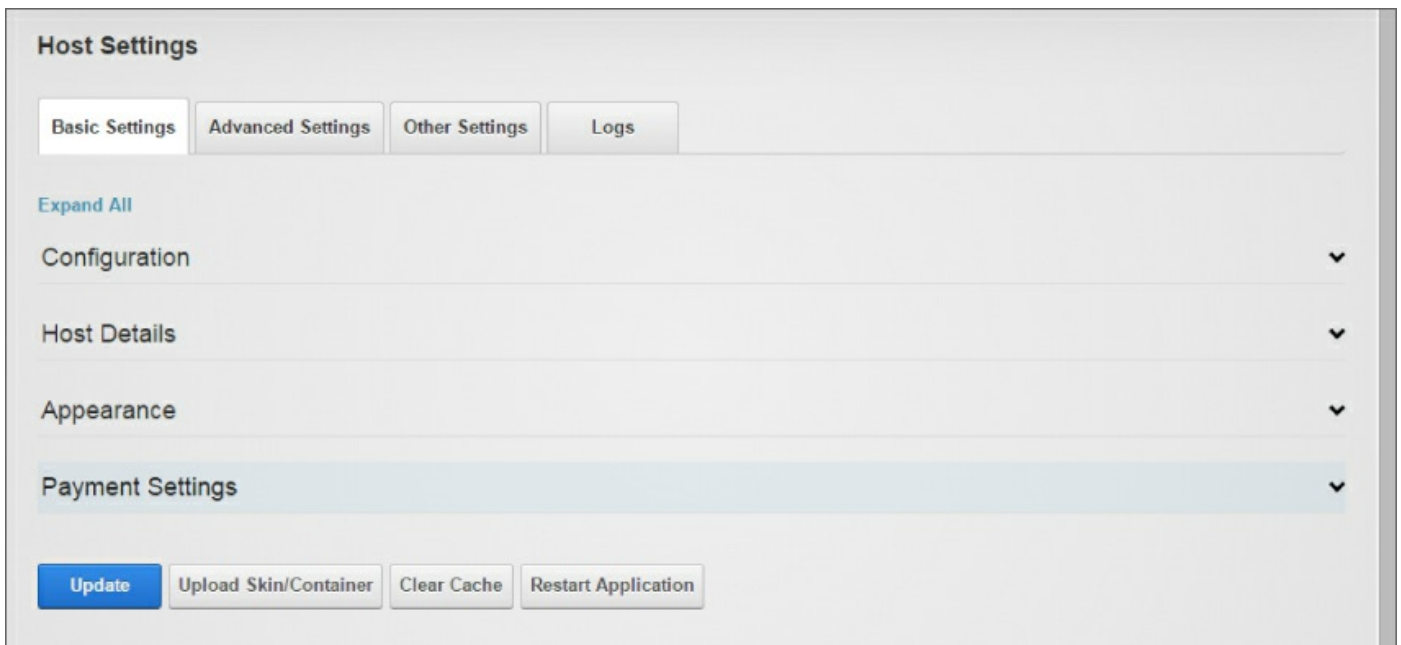 Host Settings
Basic Settings Advanced Settings Other Settings Logs
Expand All
Configuration
Host Details
Appearance
Payment Settings
Update Upload Skin/Container Clear Cache Restart Application